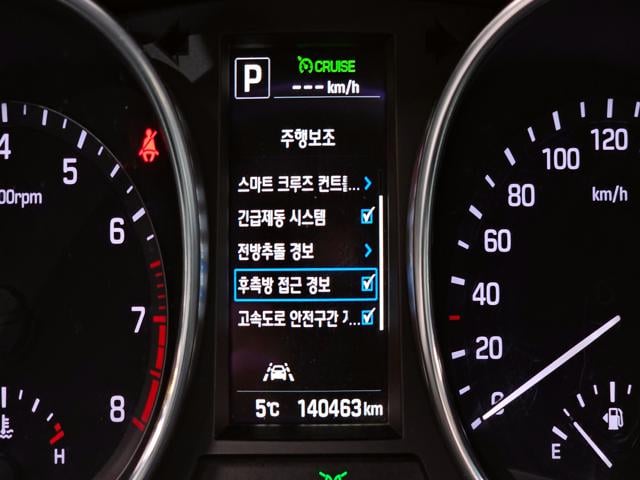 P
CRUISE
--- km/h
주행보조
스마트 크루즈 컨트롤...
긴급제동 시스템
전방추돌 경보
후측방 접근 경보
고속도로 안전구간 ...
5℃ 140463 km
4
5
6
7
8
00rpm
H
120
100
80
60
40
20
0
km/h
E